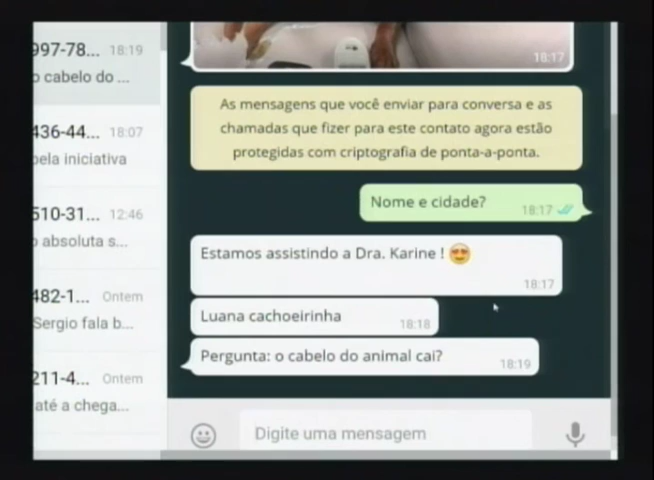 997-78... 18:19
o cabelo do ...
436-44... 18:07
pela iniciativa
510-31... 12:46
o absoluta s...
482-1... Ontem
Sergio fala b...
211-4... Ontem
até a chega...
18:17
As mensagens que você enviar para conversa e as
chamadas que fizer para este contato agora estão
protegidas com criptografia de ponta-a-ponta.
Nome e cidade?
18:17
Estamos assistindo a Dra. Karine !
18:17
Luana cachoeirinha
18:18
Pergunta: o cabelo do animal cai?
18:19
Digite uma mensagem